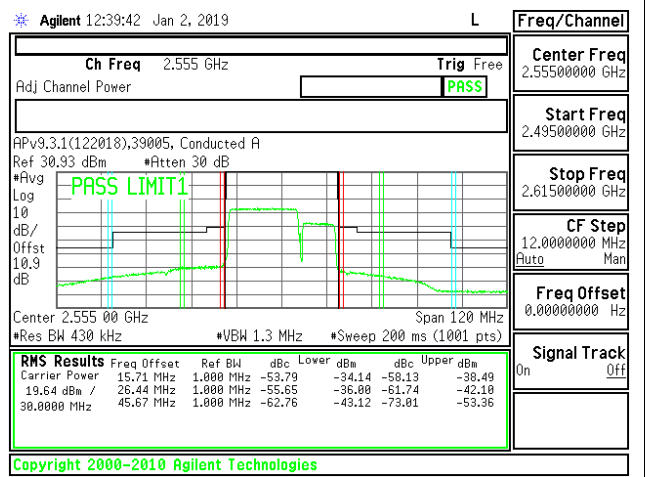 Agilent 12:39:42 Jan 2, 2019 L
Ch Freq 2.555 GHz Trig Free
Adj Channel Power PASS
APv9.3.1(122018),39005, Conducted A
Ref 30.93 dBm #Atten 30 dB
#Avg
Log
10
dB/
Offst
10.9
dB
PASS LIMIT1
Center 2.555 00 GHz Span 120 MHz
#Res BW 430 kHz #VBW 1.3 MHz #Sweep 200 ms (1001 pts)
RMS Results Freq Offset Ref BW dBc Lower dBm dBc Upper dBm
Carrier Power 15.71 MHz 1.000 MHz -53.79 -34.14 -58.13 -38.49
19.64 dBm / 26.44 MHz 1.000 MHz -55.65 -36.00 -61.74 -42.10
30.0000 MHz 45.67 MHz 1.000 MHz -62.76 -43.12 -73.01 -53.36
Copyright 2000-2010 Agilent Technologies
Freq/Channel
Center Freq
2.55500000 GHz
Start Freq
2.49500000 GHz
Stop Freq
2.61500000 GHz
CF Step
12.0000000 MHz
Auto Man
Freq Offset
0.00000000 Hz
Signal Track
On Off